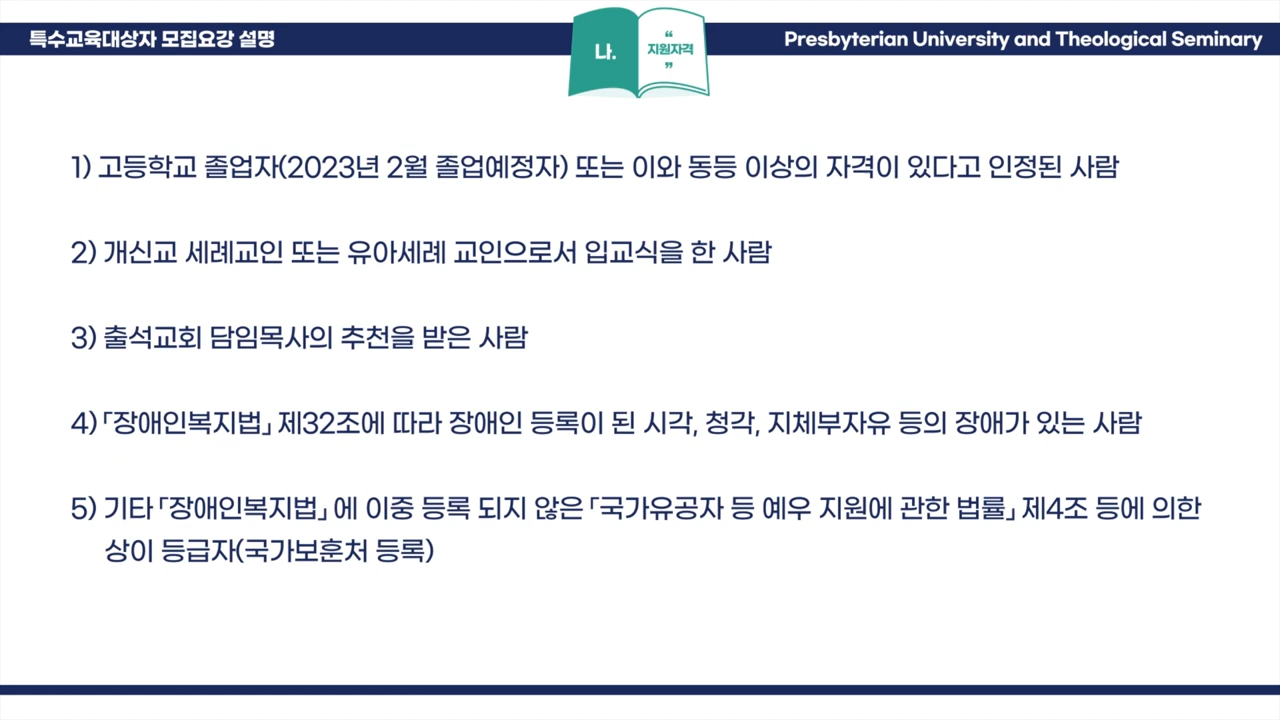 특수교육대상자 모집요강 설명
나.
“
지원자격
”
Presbyterian University and Theological Seminary
1) 고등학교 졸업자(2023년 2월 졸업예정자) 또는 이와 동등 이상의 자격이 있다고 인정된 사람
2) 개신교 세례교인 또는 유아세례 교인으로서 입교식을 한 사람
3) 출석교회 담임목사의 추천을 받은 사람
4)「장애인복지법」제32조에 따라 장애인 등록이 된 시각, 청각, 지체부자유 등의 장애가 있는 사람
5) 기타「장애인복지법」에 이중 등록 되지 않은「국가유공자 등 예우 지원에 관한 법률」제4조 등에 의한
상이 등급자(국가보훈처 등록)